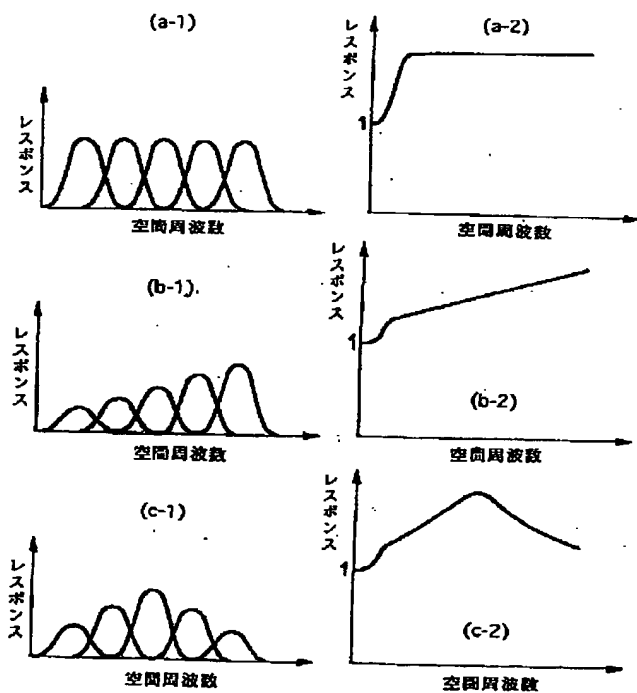 (a-1)
レスポンス
空間周波数
(a-2)
レスポンス
1
空間周波数
(b-1)
レスポンス
空間周波数
レスポンス
1
(b-2)
空間周波数
(c-1)
レスポンス
空間周波数
レスポンス
1
(c-2)
空間周波数